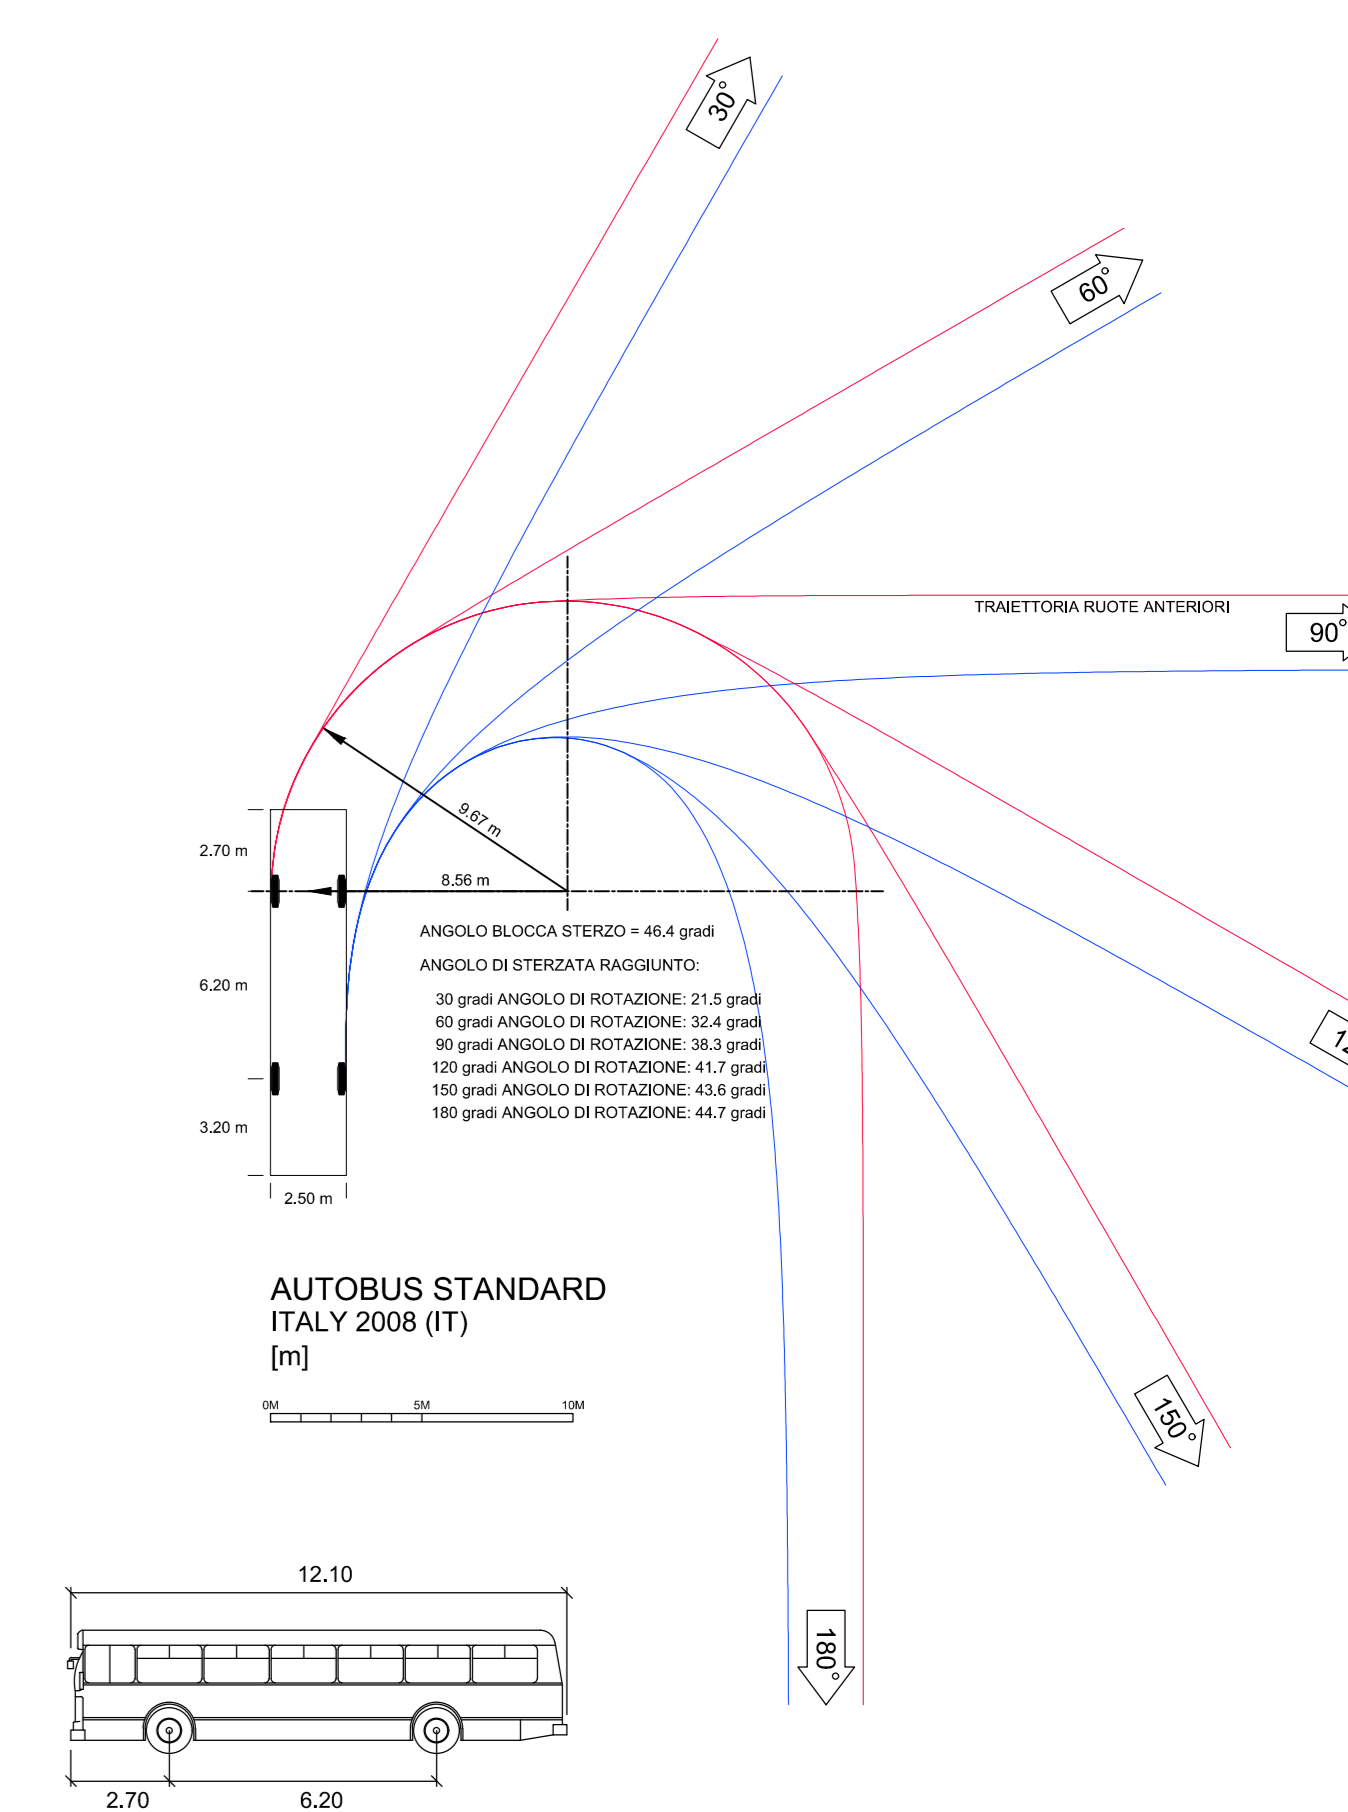 30°
60°
TRAIETTORIA RUOTE ANTERIORI
90°
9.67 m
2.70 m
8.56 m
ANGOLO BLOCCA STERZO = 46.4 gradi
ANGOLO DI STERZATA RAGGIUNTO:
6.20 m
30 gradi ANGOLO DI ROTAZIONE: 21.5 gradi
60 gradi ANGOLO DI ROTAZIONE: 32.4 gradi
90 gradi ANGOLO DI ROTAZIONE: 38.3 gradi
120 gradi ANGOLO DI ROTAZIONE: 41.7 gradi
150 gradi ANGOLO DI ROTAZIONE: 43.6 gradi
180 gradi ANGOLO DI ROTAZIONE: 44.7 gradi
3.20 m
2.50 m
AUTOBUS STANDARD
ITALY 2008 (IT)
[m]
0M 5M 10M
150°
180°
12.10
2.70 6.20